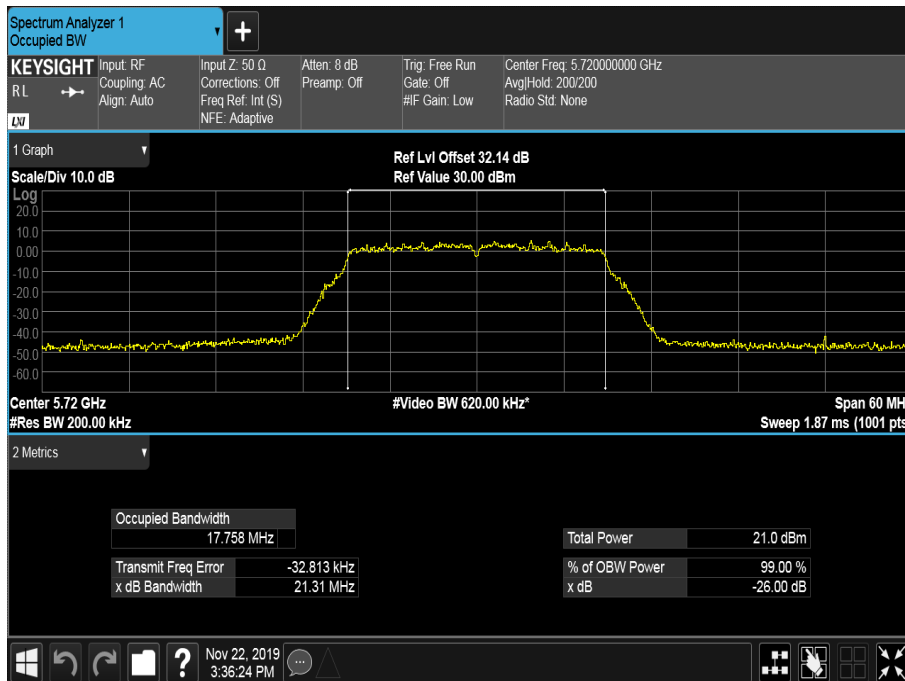 Spectrum Analyzer 1
Occupied BW
+
KEYSIGHT
RL
LXI
Input: RF
Coupling: AC
Align: Auto
Input Z: 50 Ω
Corrections: Off
Freq Ref: Int (S)
NFE: Adaptive
Atten: 8 dB
Preamp: Off
Trig: Free Run
Gate: Off
#IF Gain: Low
Center Freq: 5.720000000 GHz
Avg|Hold: 200/200
Radio Std: None
1 Graph
Scale/Div 10.0 dB
Ref Lvl Offset 32.14 dB
Ref Value 30.00 dBm
Log
20.0
10.0
0.00
-10.0
-20.0
-30.0
-40.0
-50.0
-60.0
Center 5.72 GHz
#Video BW 620.00 kHz*
Span 60 MH
#Res BW 200.00 kHz
Sweep 1.87 ms (1001 pts
2 Metrics
Occupied Bandwidth
17.758 MHz
Total Power 21.0 dBm
Transmit Freq Error -32.813 kHz
% of OBW Power 99.00 %
x dB Bandwidth 21.31 MHz
x dB -26.00 dB
?
Nov 22, 2019
3:36:24 PM